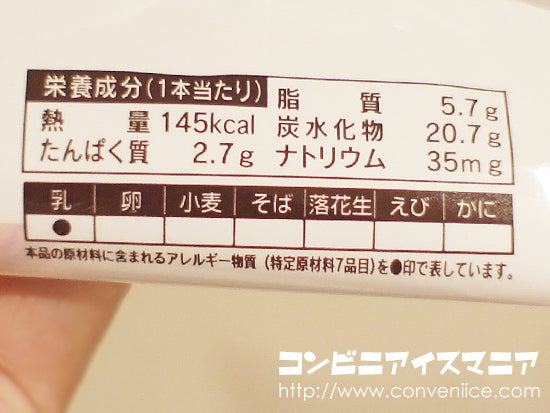 栄養成分(1本当たり) 脂質 5.7g
熱量 145kcal 炭水化物 20.7g
たんぱく質 2.7g ナトリウム 35mg
乳 卵 小麦 そば 落花生 えび かに
●
本品の原材料に含まれるアレルギー物質(特定原材料7品目)を●印で表しています。
コンビニアイスマニア
http://www.conveniice.com/